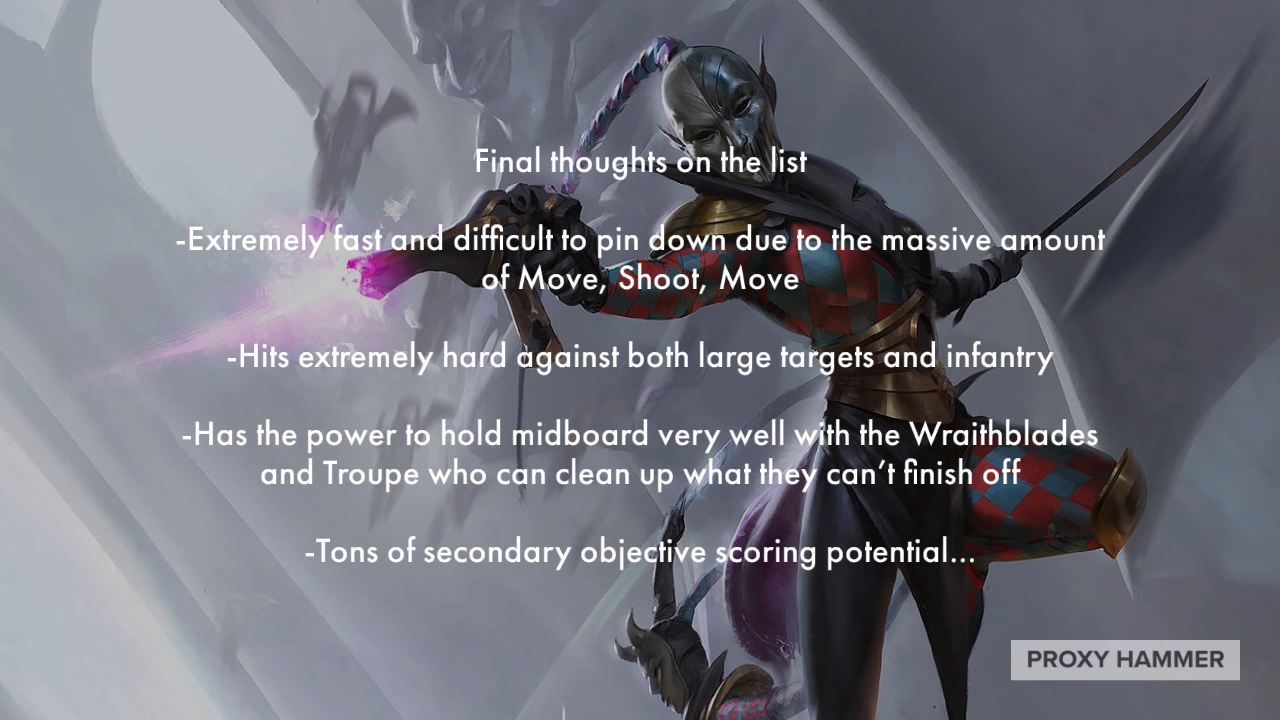 Final thoughts on the list
-Extremely fast and difficult to pin down due to the massive amount
of Move, Shoot, Move
-Hits extremely hard against both large targets and infantry
-Has the power to hold midboard very well with the Wraithblades
and Troupe who can clean up what they can’t finish off
-Tons of secondary objective scoring potential...
PROXY HAMMER